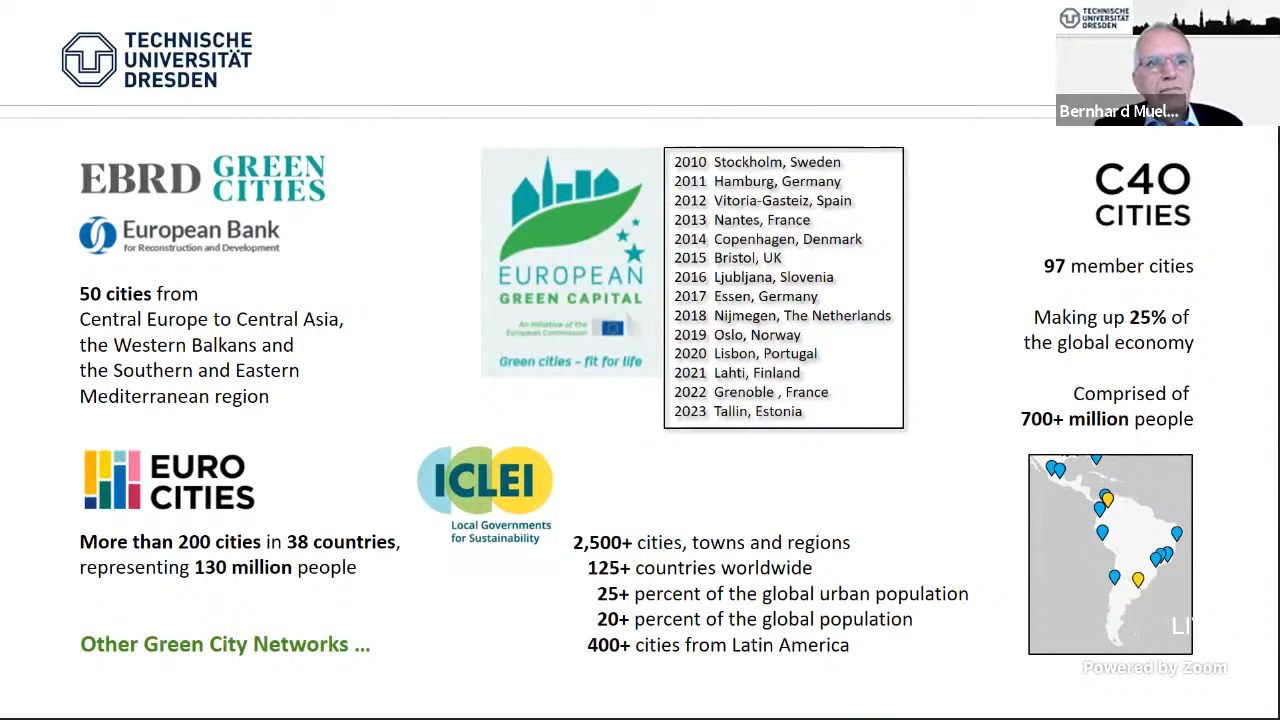 TECHNISCHE
UNIVERSITÄT
DRESDEN
TECHNISCHE
UNIVERSITÄT
DRESDEN
Bernhard Muel...
EBRD GREEN
CITIES
European Bank
for Reconstruction and Development
50 cities from
Central Europe to Central Asia,
the Western Balkans and
the Southern and Eastern
Mediterranean region
EUROPEAN
GREEN CAPITAL
An initiative of the
European Commission
Green cities – fit for life
2010 Stockholm, Sweden
2011 Hamburg, Germany
2012 Vitoria-Gasteiz, Spain
2013 Nantes, France
2014 Copenhagen, Denmark
2015 Bristol, UK
2016 Ljubljana, Slovenia
2017 Essen, Germany
2018 Nijmegen, The Netherlands
2019 Oslo, Norway
2020 Lisbon, Portugal
2021 Lahti, Finland
2022 Grenoble , France
2023 Tallin, Estonia
C40
CITIES
97 member cities
Making up 25% of
the global economy
Comprised of
700+ million people
EURO
CITIES
More than 200 cities in 38 countries,
representing 130 million people
ICLEI
Local Governments
for Sustainability
2,500+ cities, towns and regions
125+ countries worldwide
25+ percent of the global urban population
20+ percent of the global population
400+ cities from Latin America
Other Green City Networks ...
Powered by Zoom